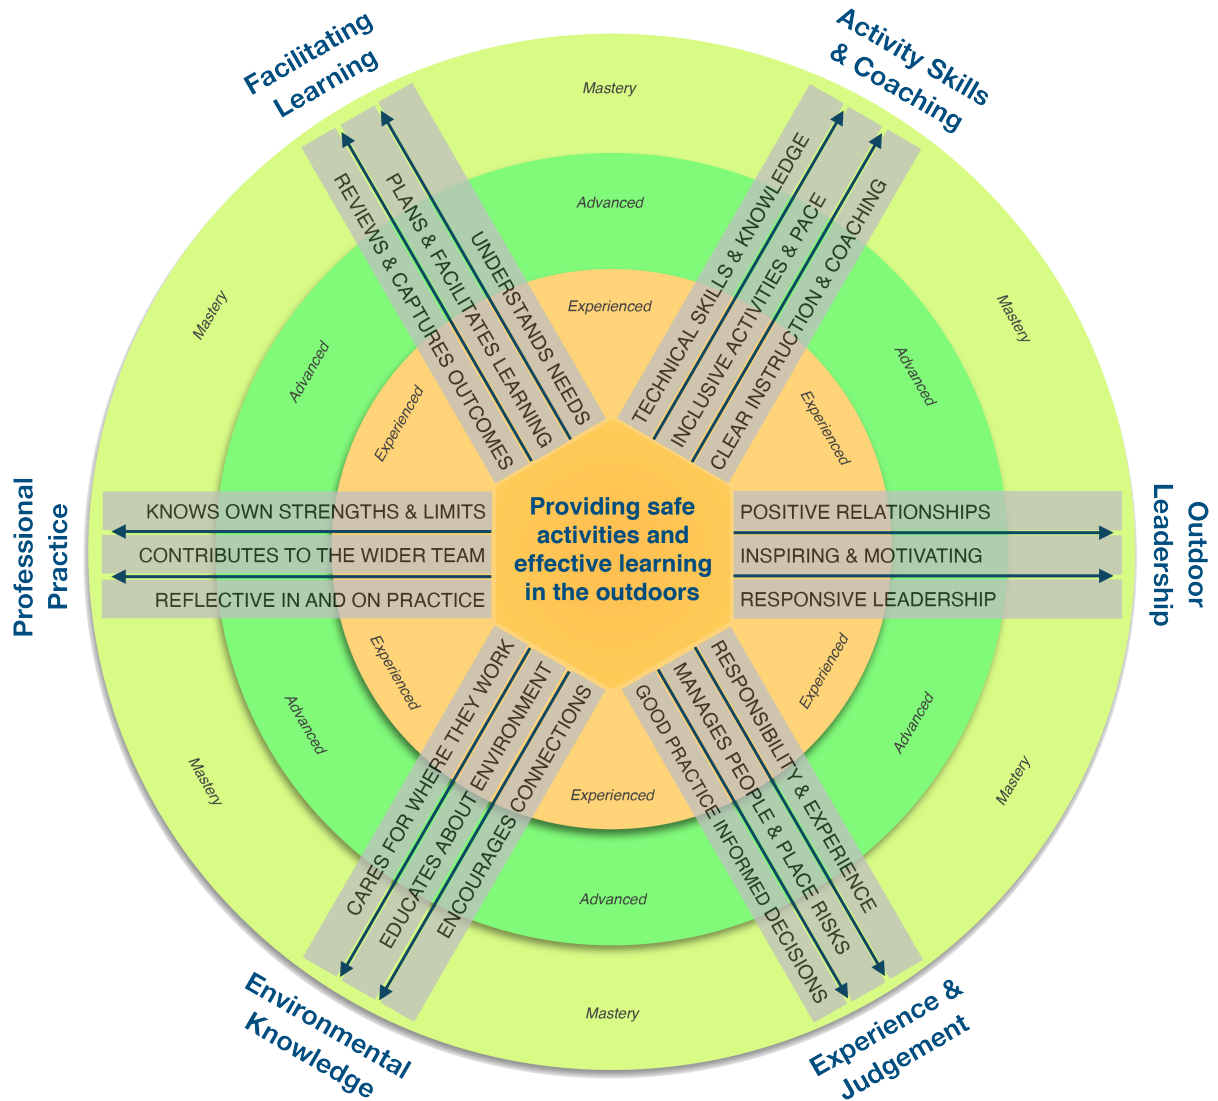 Facilitating
Learning
Activity Skills
& Coaching
Mastery
Advanced
Experienced
REVIEWS & CAPTURES OUTCOMES
PLANS & FACILITATES LEARNING
UNDERSTANDS NEEDS
TECHNICAL SKILLS & KNOWLEDGE
INCLUSIVE ACTIVITIES & PACE
CLEAR INSTRUCTION & COACHING
Mastery
Advanced
Experienced
Experienced
Advanced
Mastery
Professional
Practice
KNOWS OWN STRENGTHS & LIMITS
CONTRIBUTES TO THE WIDER TEAM
REFLECTIVE IN AND ON PRACTICE
Providing safe
activities and
effective learning
in the outdoors
POSITIVE RELATIONSHIPS
INSPIRING & MOTIVATING
RESPONSIVE LEADERSHIP
Outdoor
Leadership
Mastery
Advanced
Experienced
Experienced
Advanced
Mastery
CARES FOR WHERE THEY WORK
EDUCATES ABOUT ENVIRONMENT
ENCOURAGES CONNECTIONS
RESPONSIBILITY & EXPERIENCE
MANAGES PEOPLE & PLACE RISKS
GOOD PRACTICE INFORMED DECISIONS
Experienced
Advanced
Mastery
Environmental
Knowledge
Experience &
Judgement